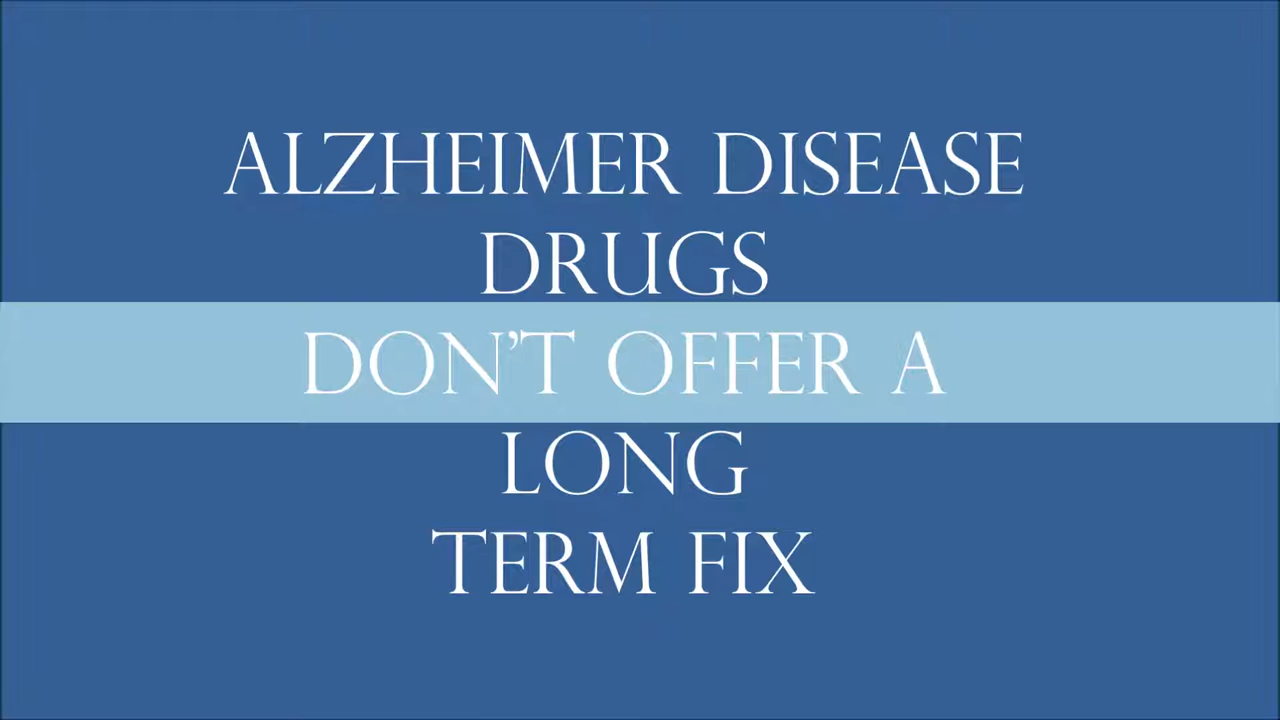 ALZHEIMER DISEASE
DRUGS
DON'T OFFER A
LONG
TERM FIX